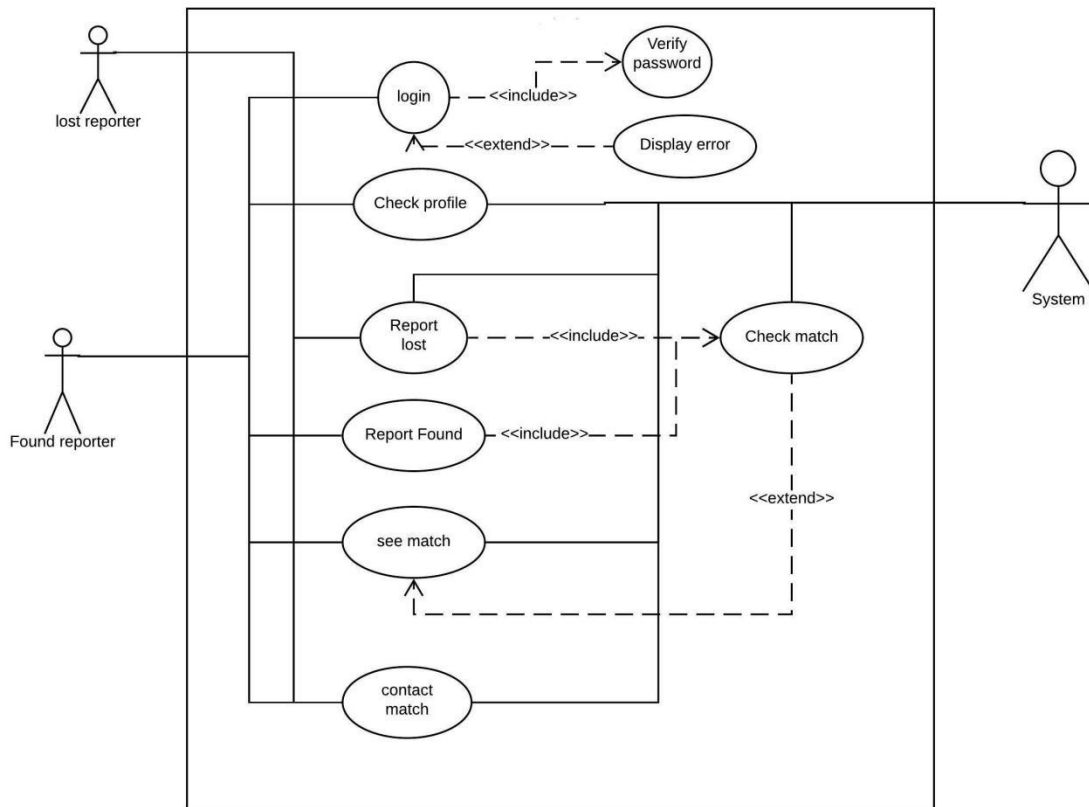 Verify
password
login
<<include>>
lost reporter
<<extend>>
Display error
Check profile
System
Report
lost
<<include>>
Check match
Found reporter
Report Found
<<include>>
<<extend>>
see match
contact
match